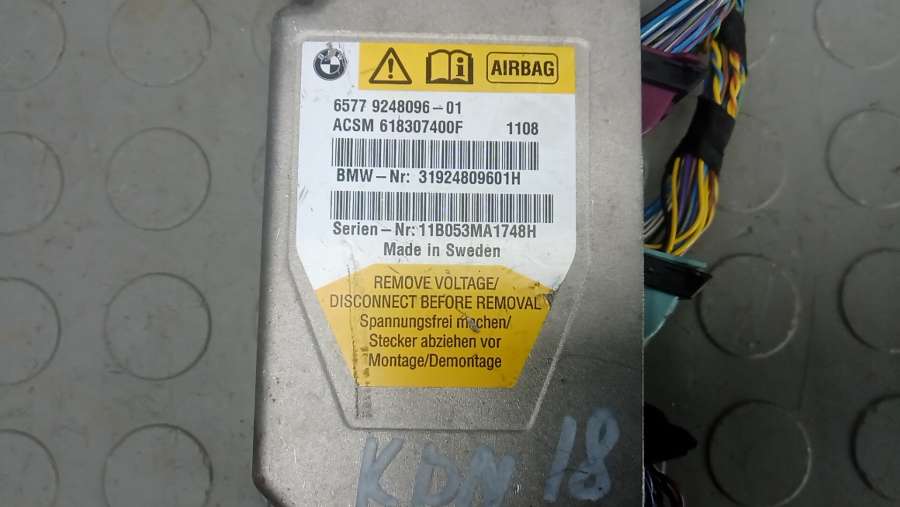 AIRBAG
6577 9248096-01
ACSM 618307400F 1108
BMW-Nr: 31924809601H
Serien-Nr: 11B053MA1748H
Made in Sweden
REMOVE VOLTAGE/
DISCONNECT BEFORE REMOVAL
Spannungsfrei machen/
Stecker abziehen vor
Montage/Demontage
KDN 18